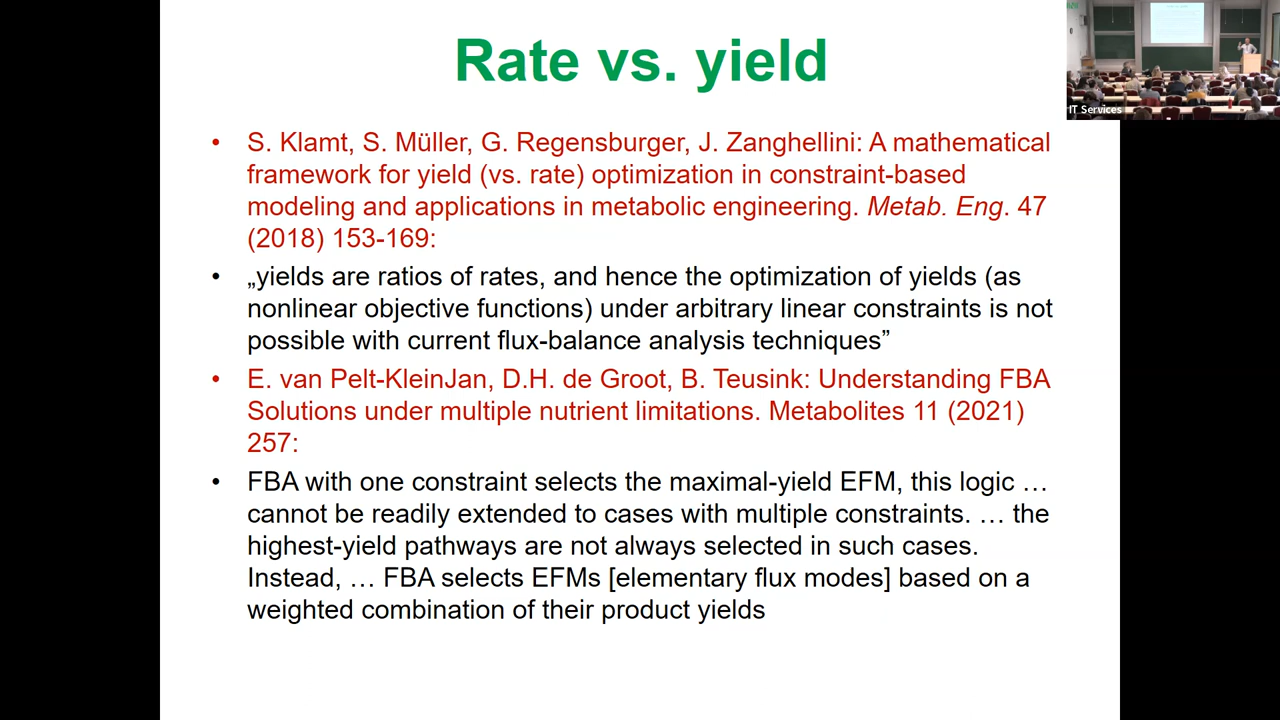 Rate vs. yield
IT Services
• S. Klamt, S. Müller, G. Regensburger, J. Zanghellini: A mathematical
framework for yield (vs. rate) optimization in constraint-based
modeling and applications in metabolic engineering. Metab. Eng. 47
(2018) 153-169:
• „yields are ratios of rates, and hence the optimization of yields (as
nonlinear objective functions) under arbitrary linear constraints is not
possible with current flux-balance analysis techniques”
• E. van Pelt-KleinJan, D.H. de Groot, B. Teusink: Understanding FBA
Solutions under multiple nutrient limitations. Metabolites 11 (2021)
257:
• FBA with one constraint selects the maximal-yield EFM, this logic …
cannot be readily extended to cases with multiple constraints. … the
highest-yield pathways are not always selected in such cases.
Instead, … FBA selects EFMs [elementary flux modes] based on a
weighted combination of their product yields